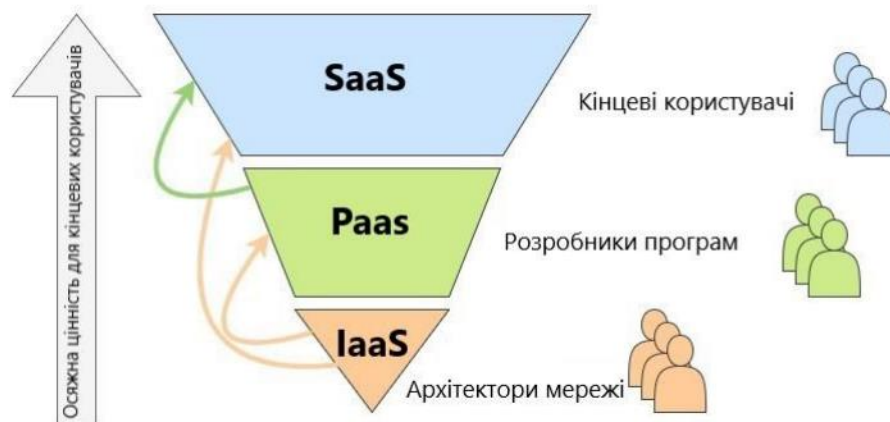 Осяжна цінність для кінцевих користувачів
SaaS
Кінцеві користувачі
Paas
Розробники програм
IaaS
Архітектори мережі